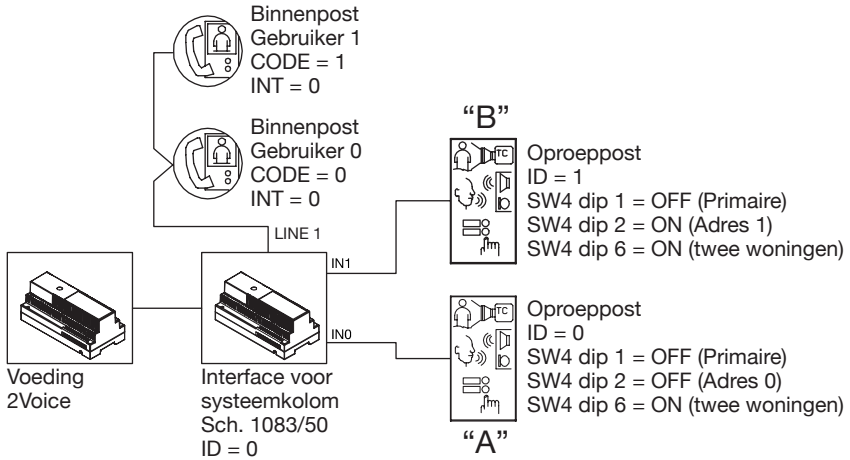 Binnenpost
Gebruiker 1
CODE = 1
INT = 0
Binnenpost
Gebruiker 0
CODE = 0
INT = 0
LINE 1
“B”
TC
Oproeppost
ID = 1
SW4 dip 1 = OFF (Primaire)
SW4 dip 2 = ON (Adres 1)
SW4 dip 6 = ON (twee woningen)
IN1
IN0
TC
Oproeppost
ID = 0
SW4 dip 1 = OFF (Primaire)
SW4 dip 2 = OFF (Adres 0)
SW4 dip 6 = ON (twee woningen)
“A”
Voeding
2Voice
Interface voor
systeemkolom
Sch. 1083/50
ID = 0